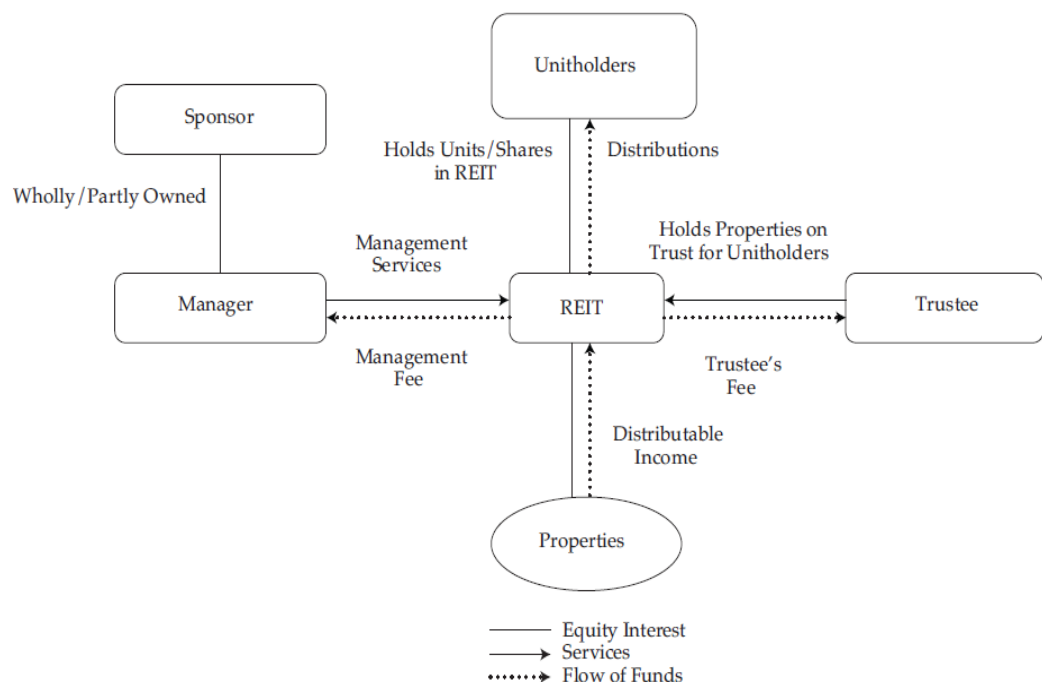 Unitholders
Sponsor
Holds Units/Shares
in REIT
Distributions
Wholly/Partly Owned
Holds Properties on
Trust for Unitholders
Management
Services
Manager
REIT
Trustee
Management
Fee
Trustee's
Fee
Distributable
Income
Properties
Equity Interest
Services
Flow of Funds